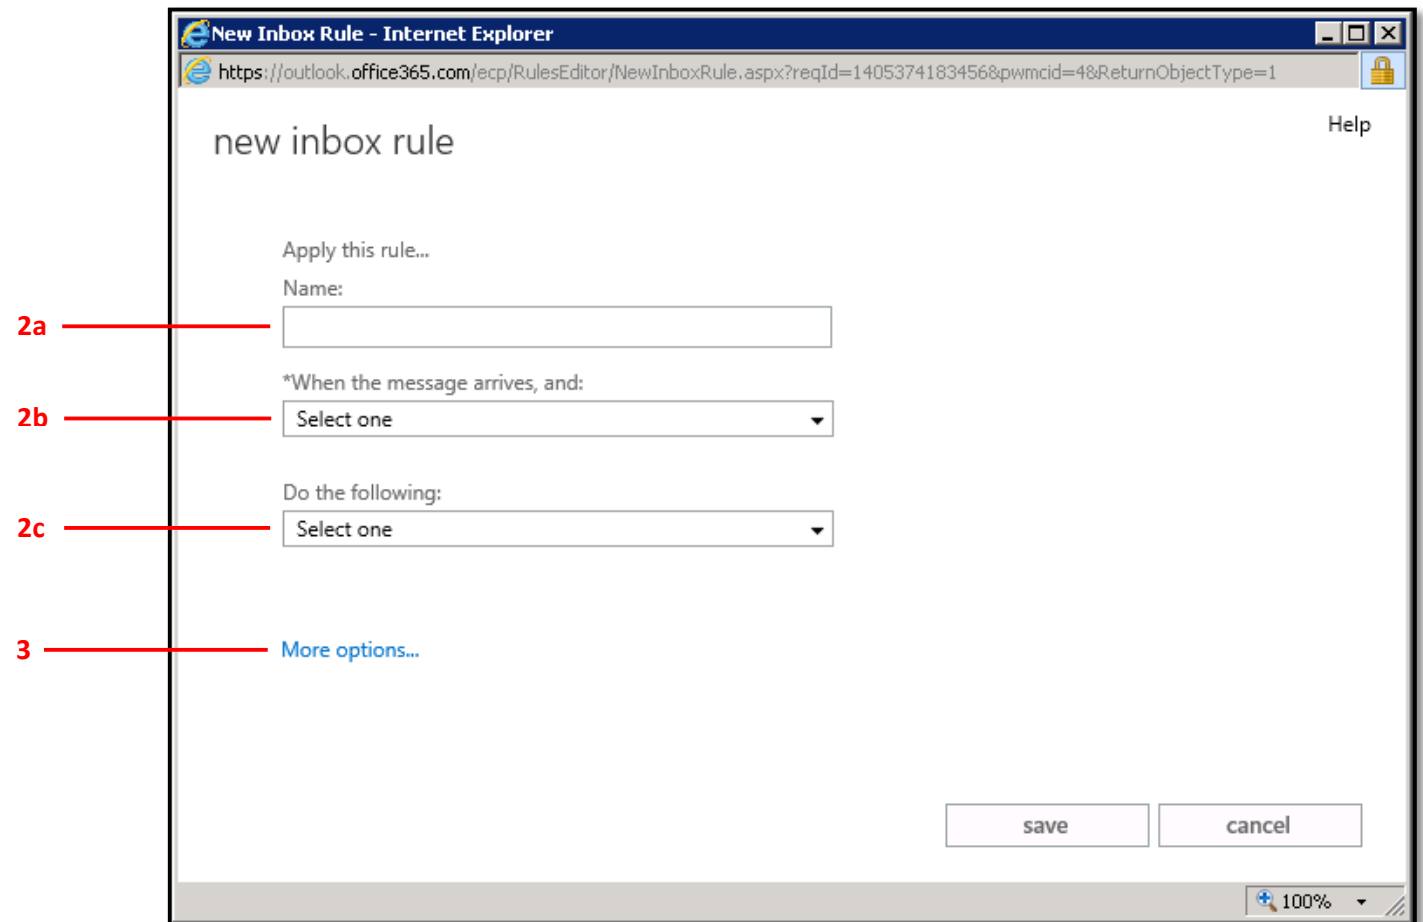 New Inbox Rule - Internet Explorer
https://outlook.office365.com/ecp/RulesEditor/NewInboxRule.aspx?reqId=1405374183456&pwmcid=4&ReturnObjectType=1
Help
new inbox rule
Apply this rule...
Name:
2a
*When the message arrives, and:
2b Select one
Do the following:
2c Select one
3 More options...
save cancel
100%